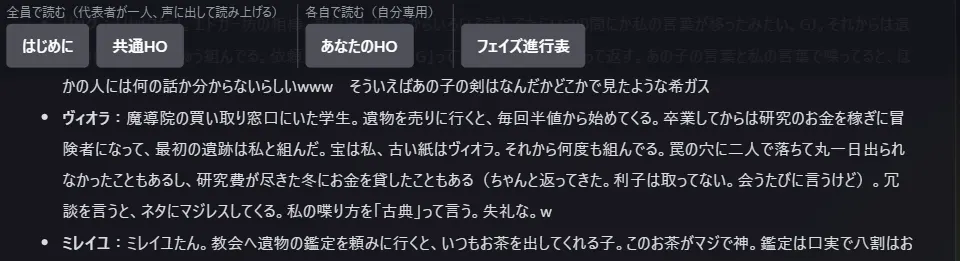 全員で読む（代表者が一人、声に出して読み上げる）
各自で読む（自分専用）
はじめに
共通HO
あなたのHO
フェイズ進行表
かの人には何の話か分からないらしいwww　そういえばあの子の剣はなんだかどこかで見たような希ガス
• ヴィオラ：魔導院の買い取り窓口にいた学生。遺物を売りに行くと、毎回半値から始めてくる。卒業してからは研究のお金を稼ぎに冒
険者になって、最初の遺跡は私と組んだ。宝は私、古い紙はヴィオラ。それから何度も組んでる。罠の穴に二人で落ちて丸一日出られ
なかったこともあるし、研究費が尽きた冬にお金を貸したこともある（ちゃんと返ってきた。利子は取ってない。会うたびに言うけど）。冗
談を言うと、ネタにマジレスしてくる。私の喋り方を「古典」って言う。失礼な。w
• ミレイユ：ミレイユたん。教会へ遺物の鑑定を頼みに行くと、いつもお茶を出してくれる子。このお茶がマジで神。鑑定は口実で八割はお